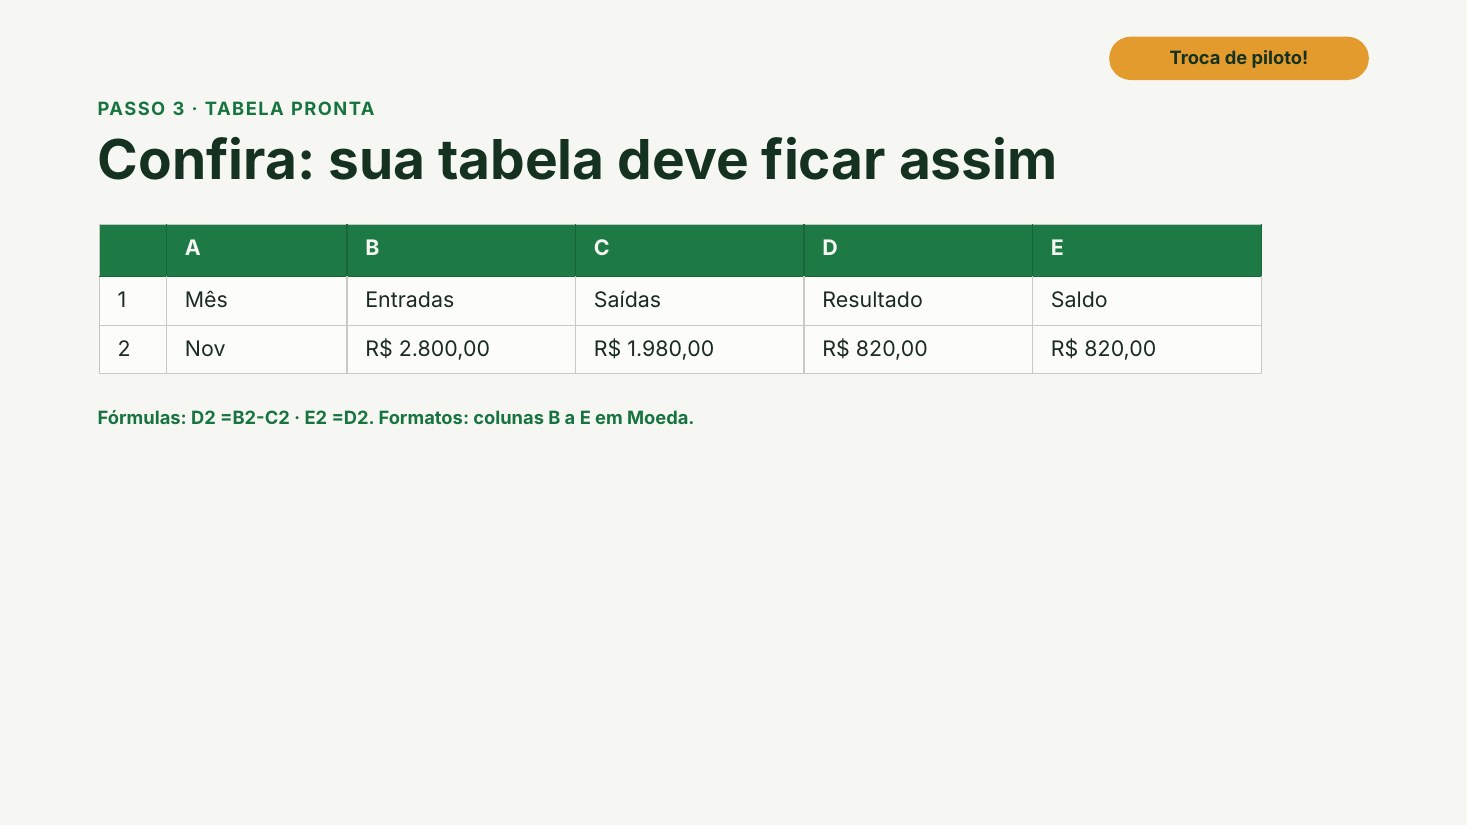 Troca de piloto!
PASSO 3 · TABELA PRONTA
Confira: sua tabela deve ficar assim
A B C D E
1 Mês Entradas Saídas Resultado Saldo
2 Nov R$ 2.800,00 R$ 1.980,00 R$ 820,00 R$ 820,00
Fórmulas: D2 =B2-C2 · E2 =D2. Formatos: colunas B a E em Moeda.